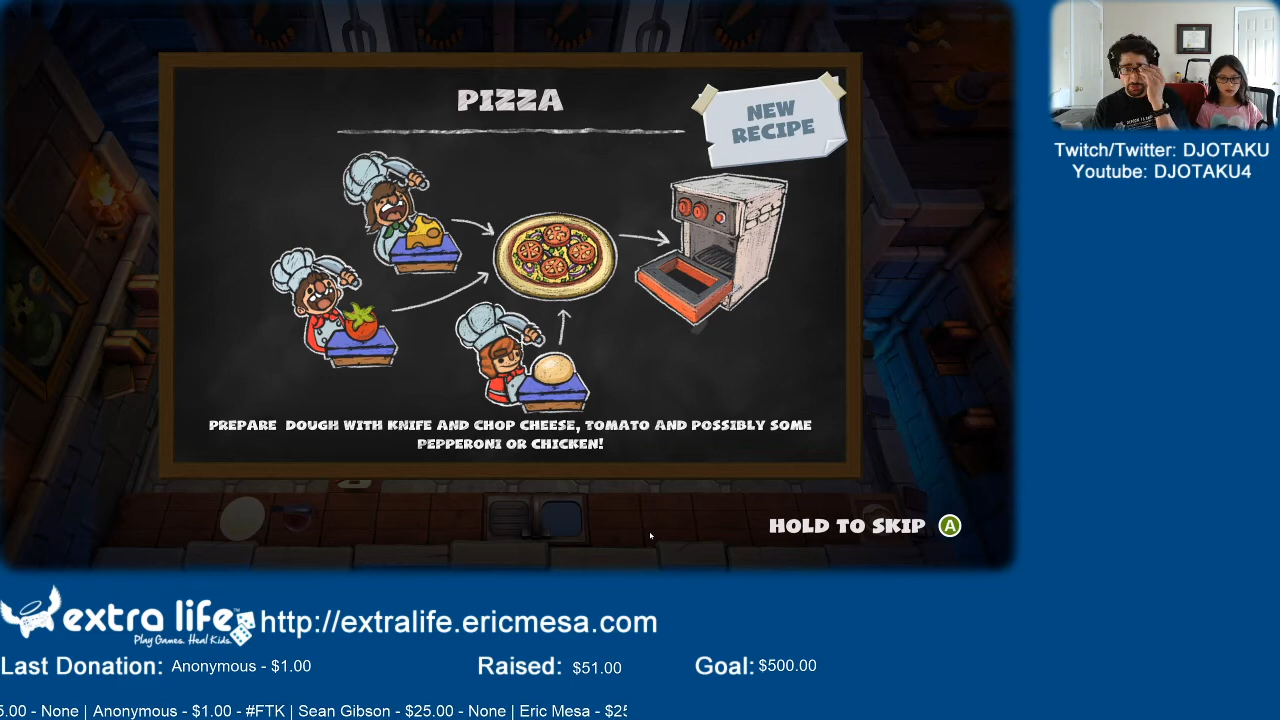 PIZZA
NEW
RECIPE
PREPARE DOUGH WITH KNIFE AND CHOP CHEESE, TOMATO AND POSSIBLY SOME
PEPPERONI OR CHICKEN!
HOLD TO SKIP A
Twitch/Twitter: DJOTAKU
Youtube: DJOTAKU4
extra life
Play Games. Heal Kids.
http://extralife.ericmesa.com
Last Donation: Anonymous - $1.00 Raised: $51.00 Goal: $500.00
5.00 - None | Anonymous - $1.00 - #FTK | Sean Gibson - $25.00 - None | Eric Mesa - $25